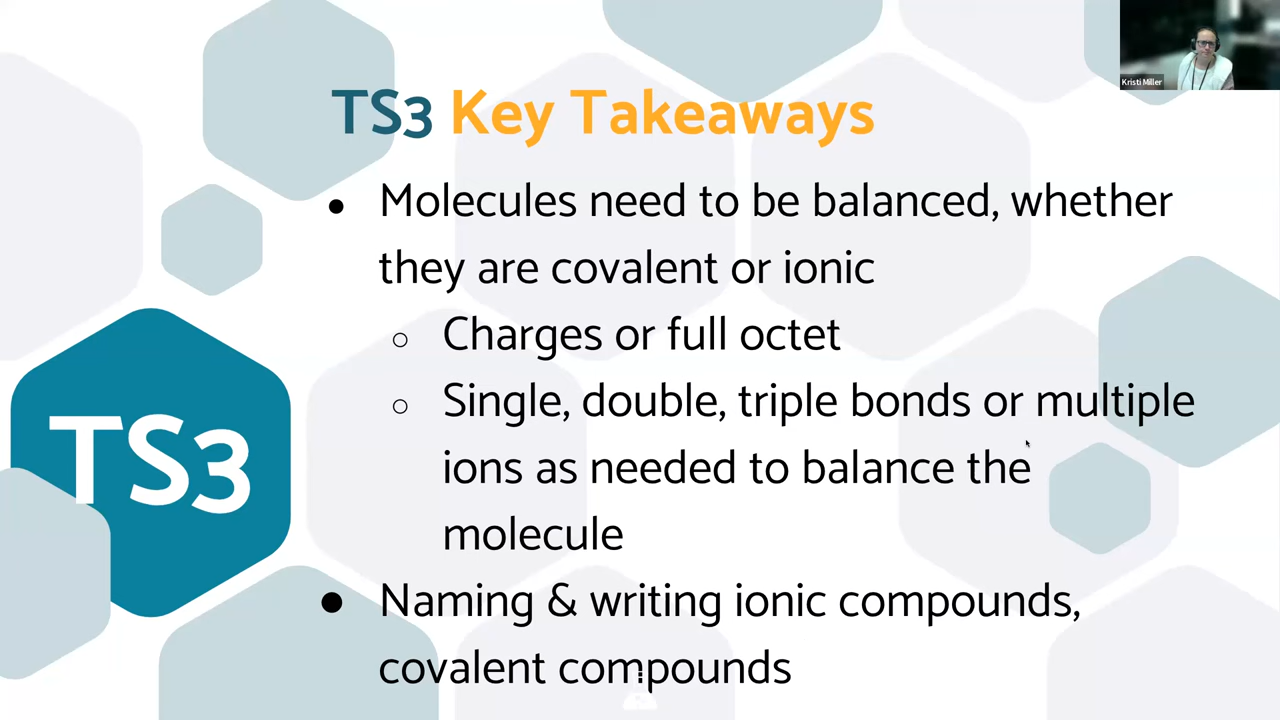 Kristi Miller
TS3 Key Takeaways
● Molecules need to be balanced, whether
they are covalent or ionic
○ Charges or full octet
○ Single, double, triple bonds or multiple
ions as needed to balance the
molecule
● Naming & writing ionic compounds,
covalent compounds
TS3